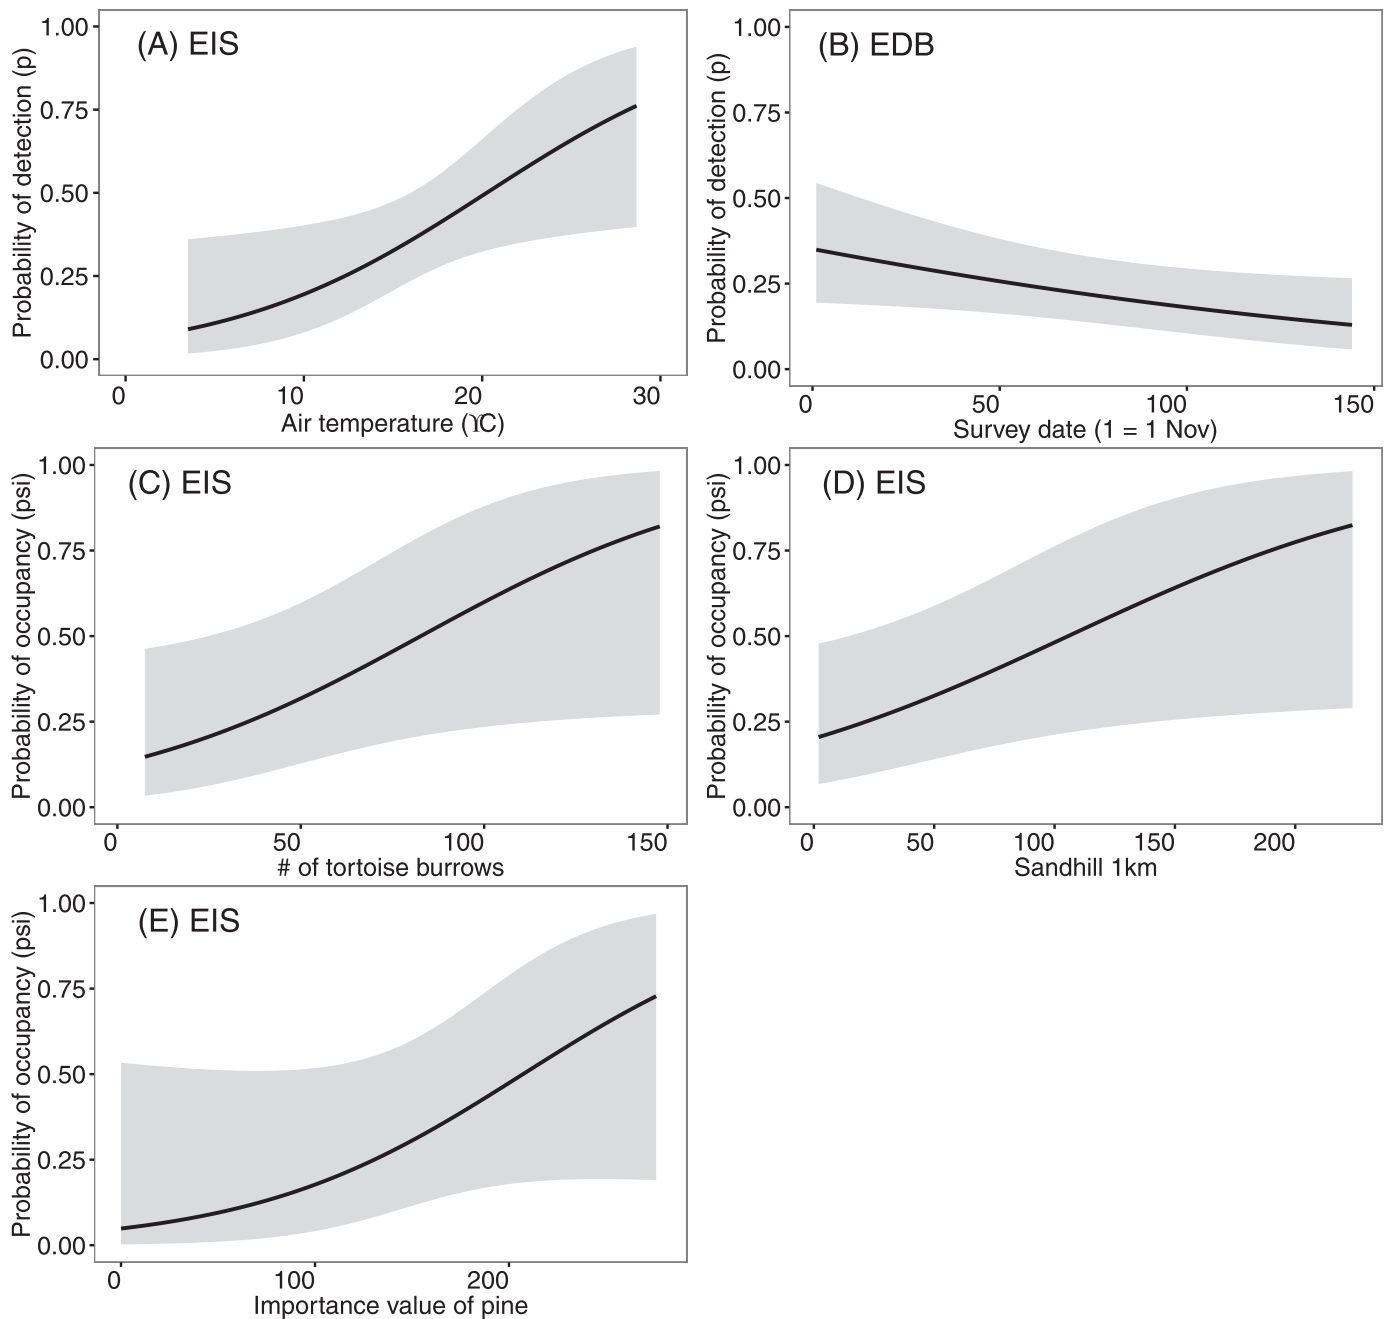 (A) EIS
1.00
0.75
0.50
0.25
0.00
Probability of detection (p)
0 10 20 30
Air temperature (ϒC)
(B) EDB
1.00
0.75
0.50
0.25
0.00
Probability of detection (p)
0 50 100 150
Survey date (1 = 1 Nov)
(C) EIS
1.00
0.75
0.50
0.25
0.00
Probability of occupancy (psi)
0 50 100 150
# of tortoise burrows
(D) EIS
1.00
0.75
0.50
0.25
0.00
Probability of occupancy (psi)
0 50 100 150 200
Sandhill 1km
(E) EIS
1.00
0.75
0.50
0.25
0.00
Probability of occupancy (psi)
0 100 200
Importance value of pine